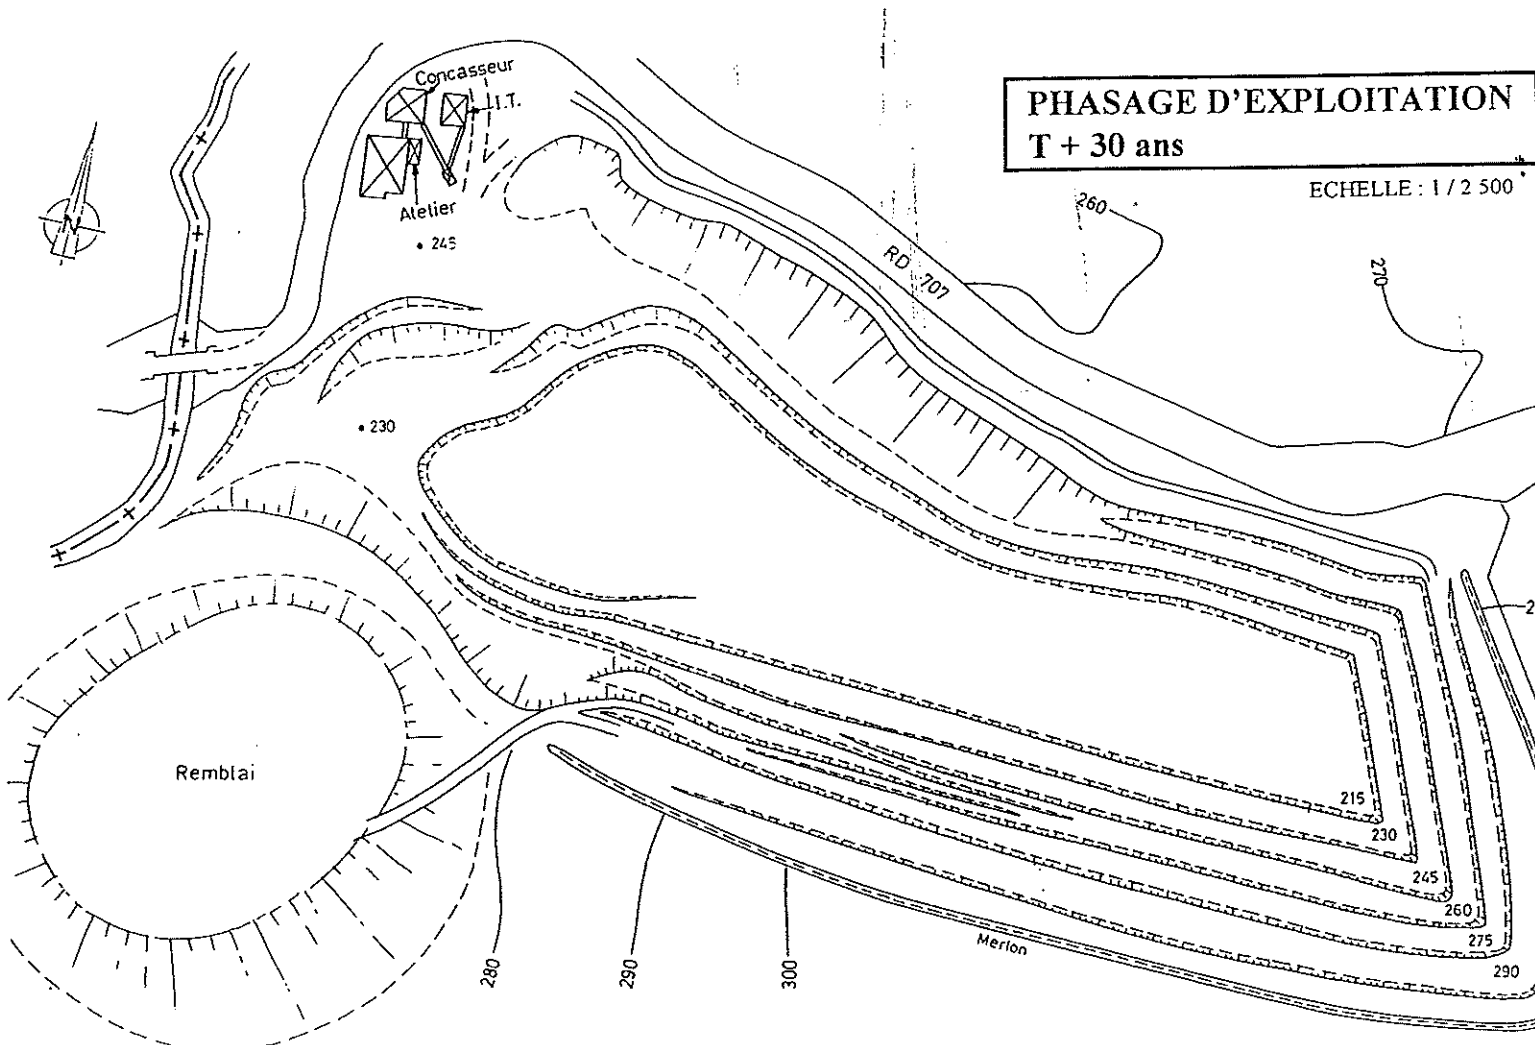 PHASAGE D'EXPLOITATION
T + 30 ans
ECHELLE : 1 / 2 500
Concasseur
I.T.
Atelier
N
245
230
RD 707
260
270
2
Remblai
215
230
245
260
275
290
Merlon
280
290
300